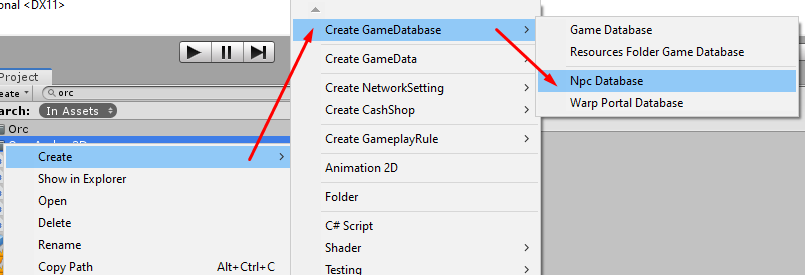 onal <DX11>
Project
eate
orc
arch:
In Assets
Orc
Create
Show in Explorer
Open
Delete
Rename
Copy Path Alt+Ctrl+C
Create GameDatabase
Create GameData
Create NetworkSetting
Create CashShop
Create GameplayRule
Animation 2D
Folder
C# Script
Shader
Testing
Game Database
Resources Folder Game Database
Npc Database
Warp Portal Database